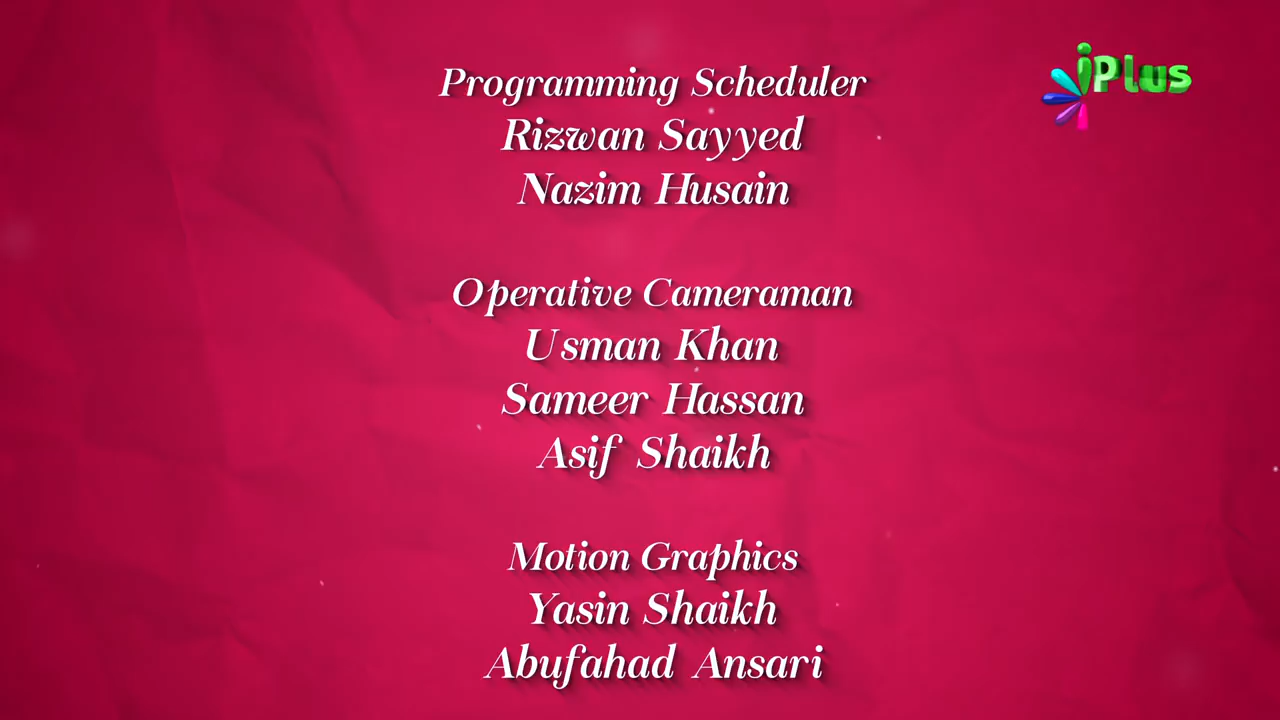 iPlus
Programming Scheduler
Rizwan Sayyed
Nazim Husain
Operative Cameraman
Usman Khan
Sameer Hassan
Asif Shaikh
Motion Graphics
Yasin Shaikh
Abufahad Ansari